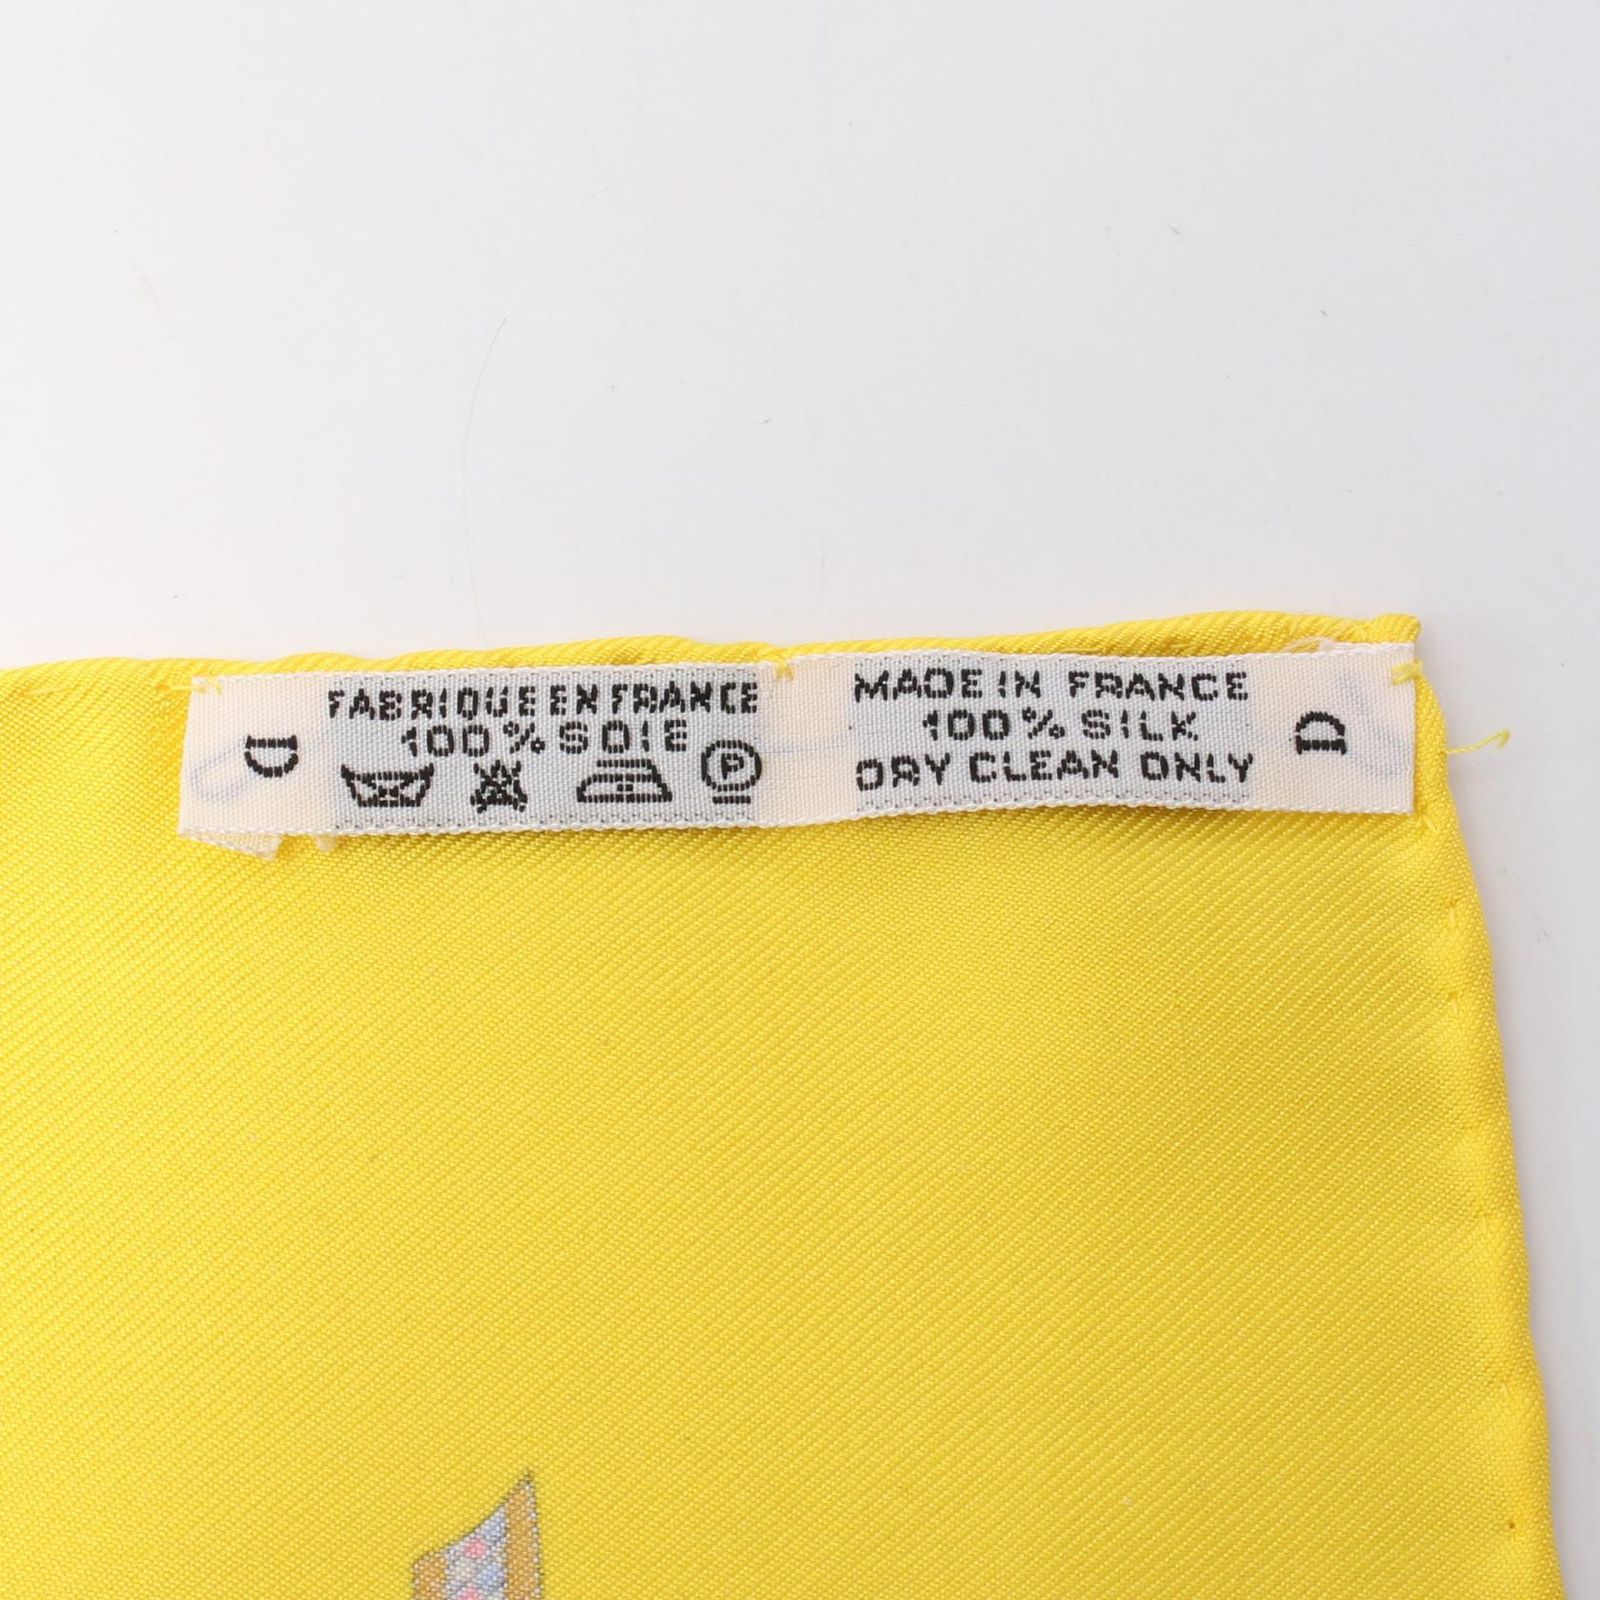 D
FABRIQUE EN FRANCE
100% SOIE
P
MADE IN FRANCE
100% SILK
DRY CLEAN ONLY
D